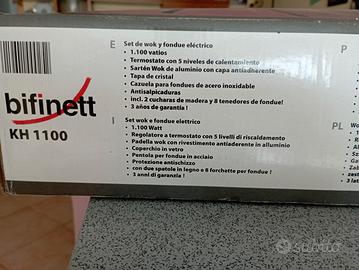 bifinett
KH 1100
E
Set de wok y fondue eléctrico
• 1.100 vatios
• Termostato con 5 niveles de calentamiento
• Sartén Wok de aluminio con capa antiadherente
• Tapa de cristal
• Cazuela para fondues de acero inoxidable
• Antisalpicaduras
• incl. 2 cucharas de madera y 8 tenedores de fondue!
• 3 años de garantía !
I
Set wok e fondue elettrico
• 1.100 Watt
• Regolatore a termostato con 5 livelli di riscaldamento
• Padella wok con rivestimento antiaderente in alluminio
• Coperchio in vetro
• Pentola per fondue in acciaio
• Protezione antischizzo
• con due spatole in legno e 8 forchette per fondue!
• 3 anni di garanzia !
P
PL
subito